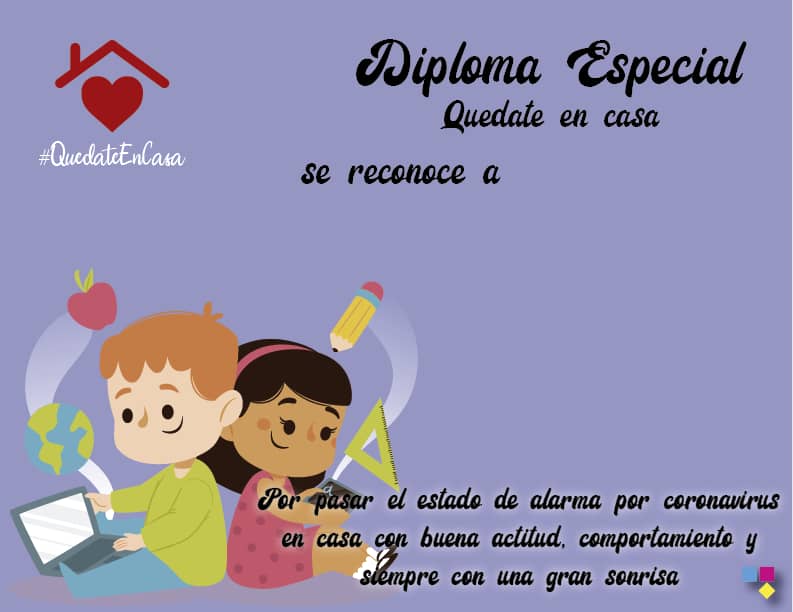 Diploma Especial
Quedate en casa
#QuedateEnCasa
se reconoce a
Por pasar el estado de alarma por coronavirus
en casa con buena actitud, comportamiento y
siempre con una gran sonrisa